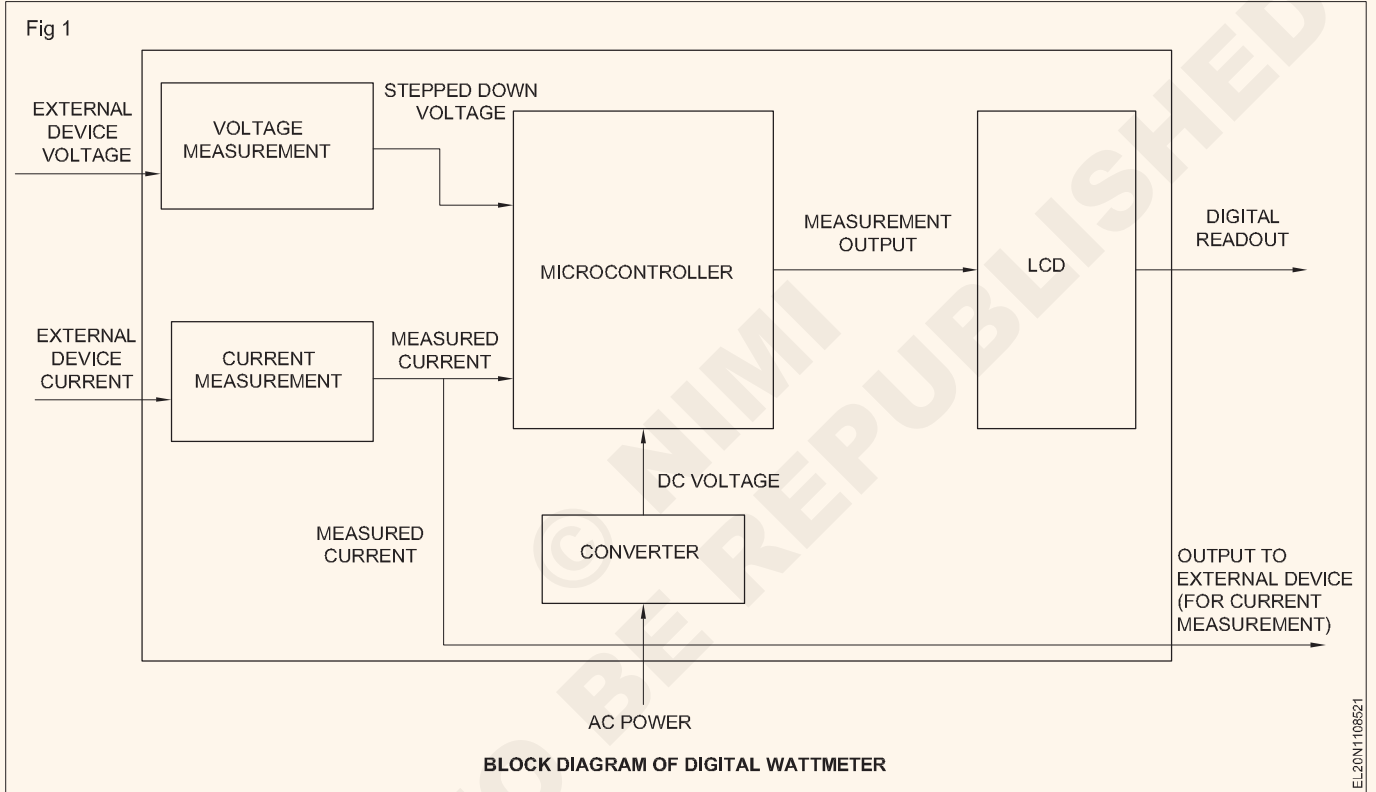 Fig 1
EXTERNAL
DEVICE
VOLTAGE
VOLTAGE
MEASUREMENT
STEPPED DOWN
VOLTAGE
MICROCONTROLLER
MEASUREMENT
OUTPUT
LCD
DIGITAL
READOUT
EXTERNAL
DEVICE
CURRENT
CURRENT
MEASUREMENT
MEASURED
CURRENT
DC VOLTAGE
MEASURED
CURRENT
CONVERTER
OUTPUT TO
EXTERNAL DEVICE
(FOR CURRENT
MEASUREMENT)
AC POWER
BLOCK DIAGRAM OF DIGITAL WATTMETER
EL20N1108521
© NIMI
TO BE REPUBLISHED